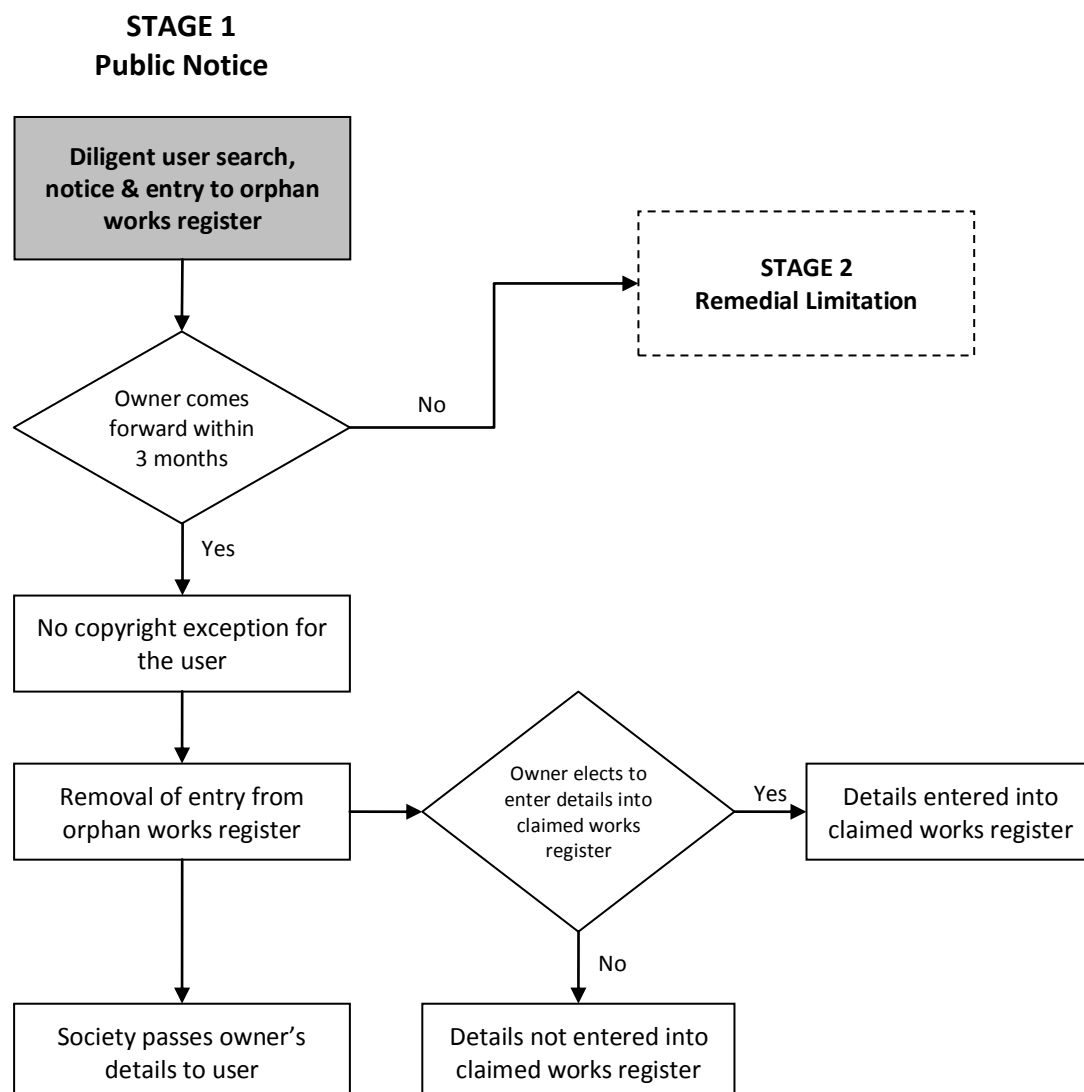 STAGE 1
Public Notice
Diligent user search,
notice & entry to orphan
works register
STAGE 2
Remedial Limitation
Owner comes
forward within
3 months
No
Yes
No copyright exception for
the user
Removal of entry from
orphan works register
Owner elects to
enter details into
claimed works
register
Yes
Details entered into
claimed works register
No
Society passes owner’s
details to user
Details not entered into
claimed works register